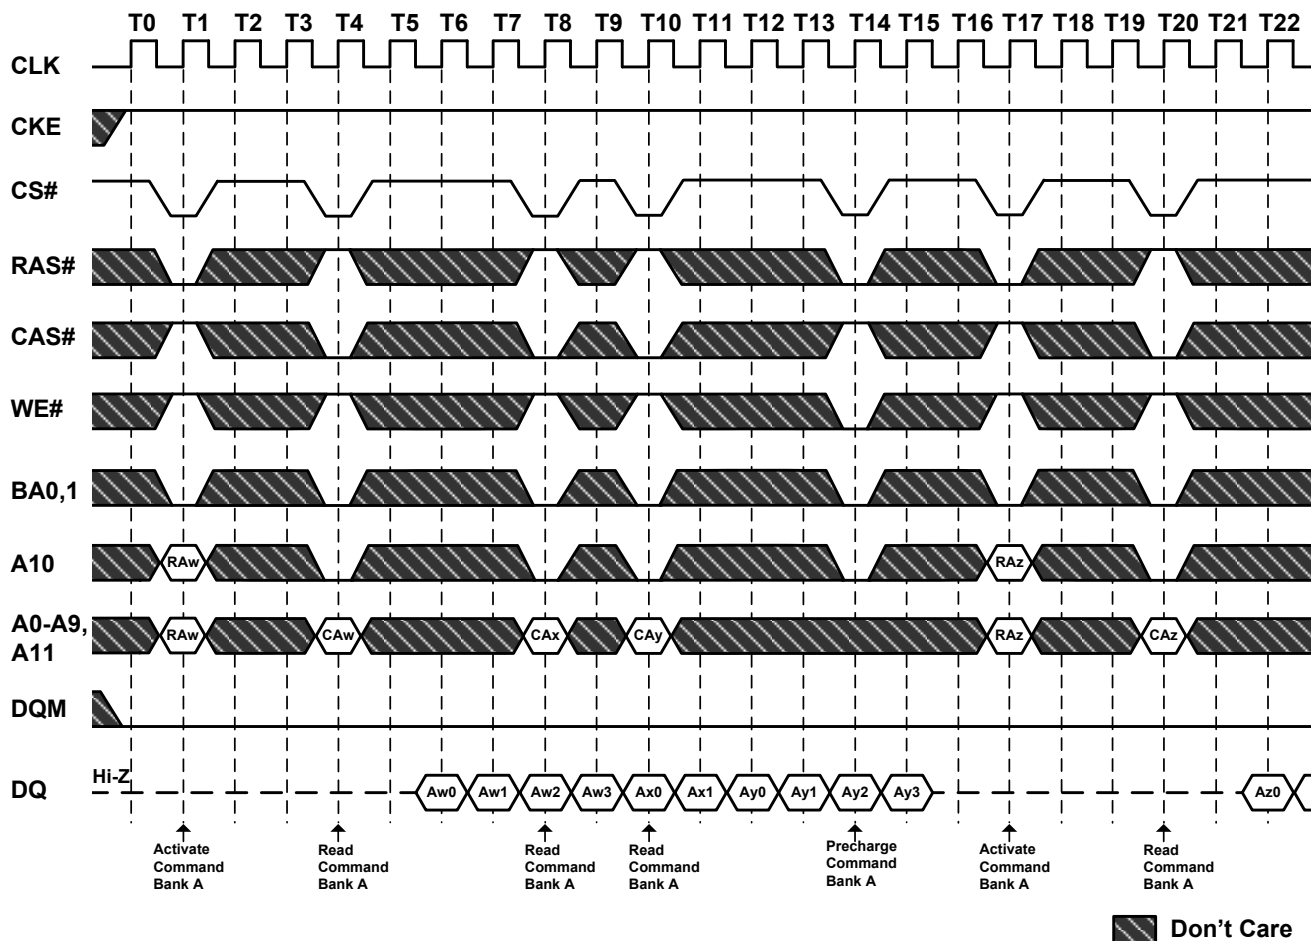 T0 T1 T2 T3 T4 T5 T6 T7 T8 T9 T10 T11 T12 T13 T14 T15 T16 T17 T18 T19 T20 T21 T22
CLK
CKE
CS#
RAS#
CAS#
WE#
BA0,1
A10
RAw RAz
A0-A9,
A11
RAw CAw CAx CAy RAz CAz
DQM
Hi-Z
DQ
Aw0 Aw1 Aw2 Aw3 Ax0 Ax1 Ay0 Ay1 Ay2 Ay3 Az0
Activate
Command
Bank A
Read
Command
Bank A
Read
Command
Bank A
Read
Command
Bank A
Precharge
Command
Bank A
Activate
Command
Bank A
Read
Command
Bank A
Don't Care